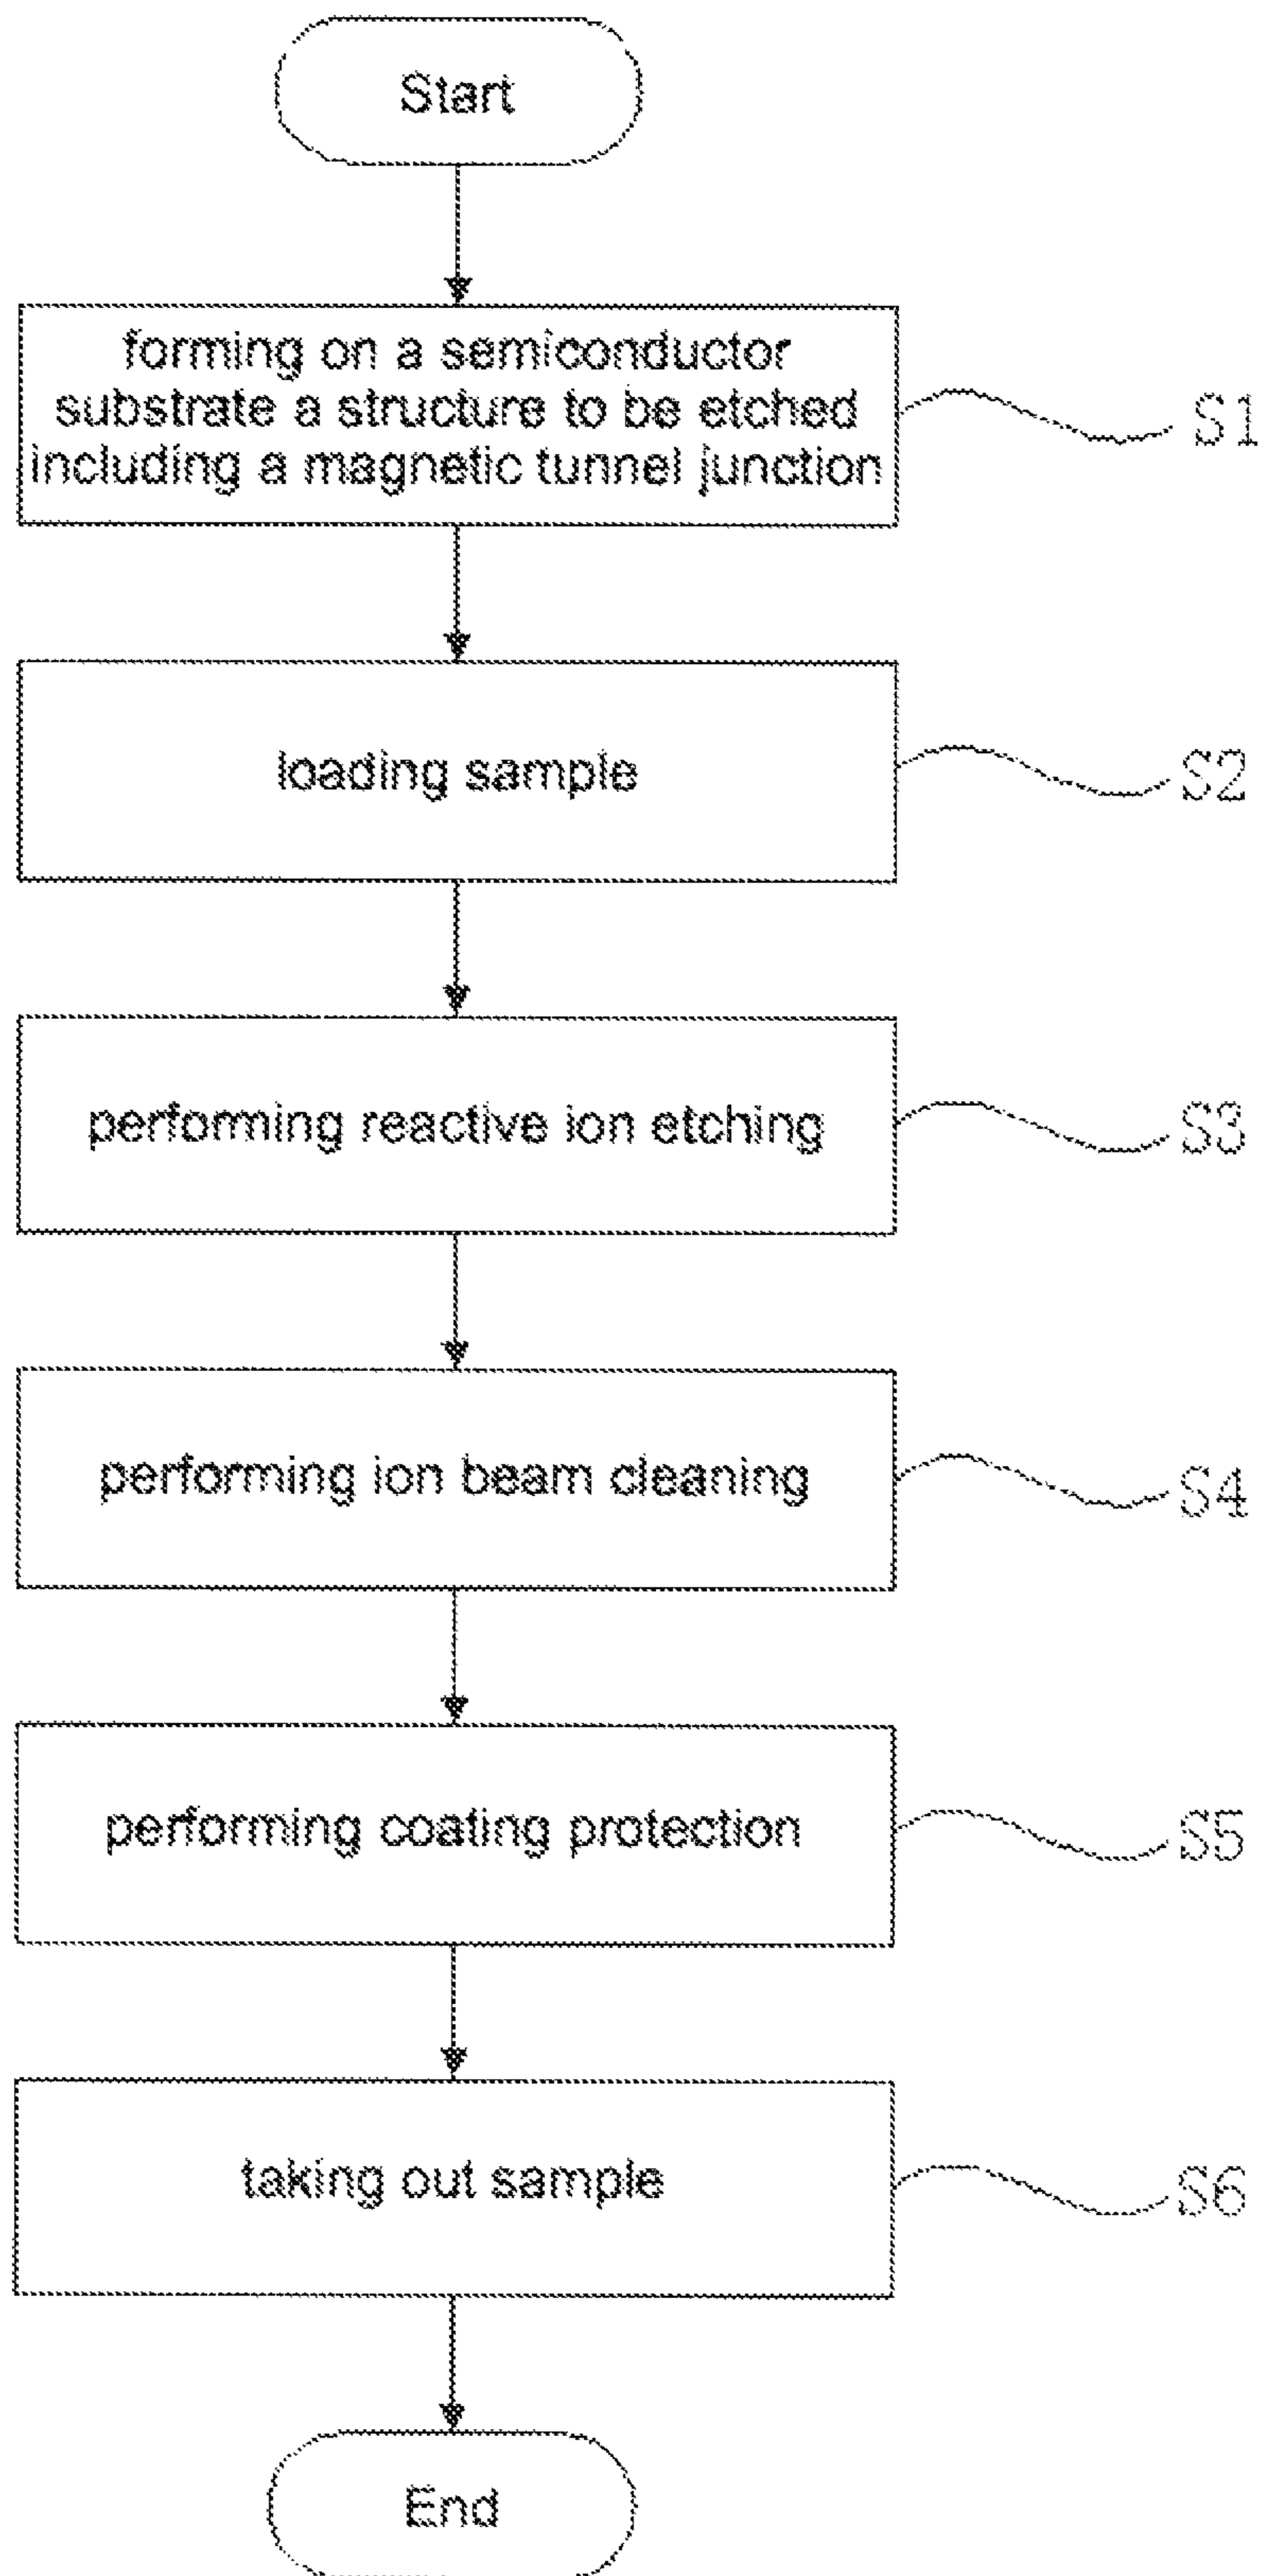 Start
forming on a semiconductor
substrate a structure to be etched
including a magnetic tunnel junction
S1
loading sample
S2
performing reactive ion etching
S3
performing ion beam cleaning
S4
performing coating protection
S5
taking out sample
S6
End